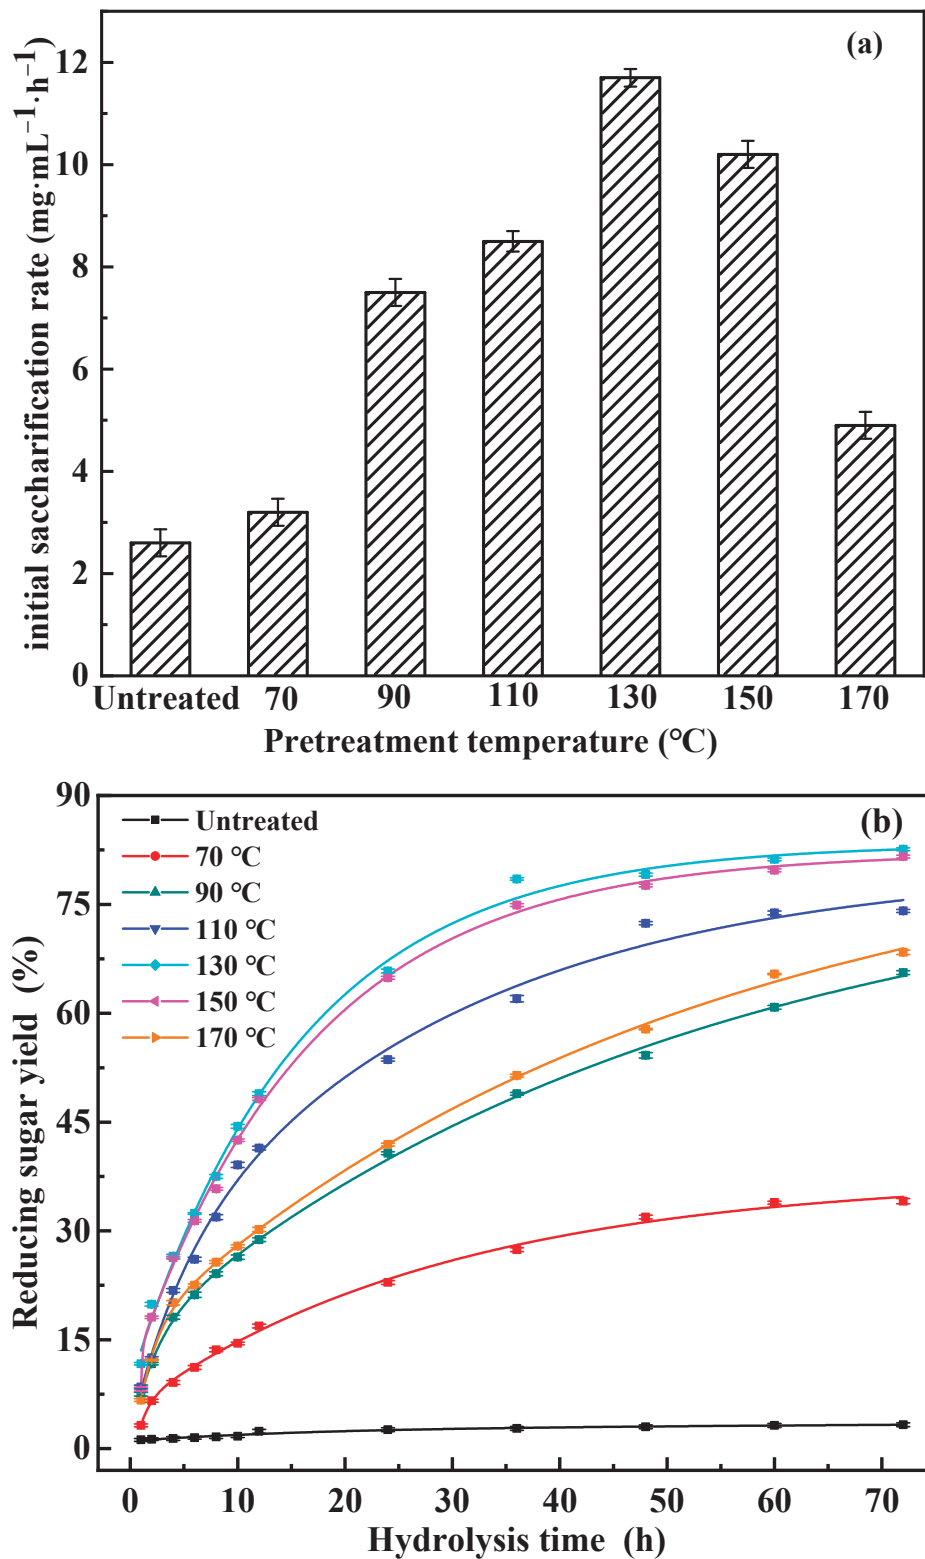 (a)
initial saccharification rate (mg·mL⁻¹·h⁻¹)
12
10
8
6
4
2
0
Untreated 70 90 110 130 150 170
Pretreatment temperature (℃)
(b)
Reducing sugar yield (%)
90
75
60
45
30
15
0
Untreated
70 ℃
90 ℃
110 ℃
130 ℃
150 ℃
170 ℃
0 10 20 30 40 50 60 70
Hydrolysis time (h)